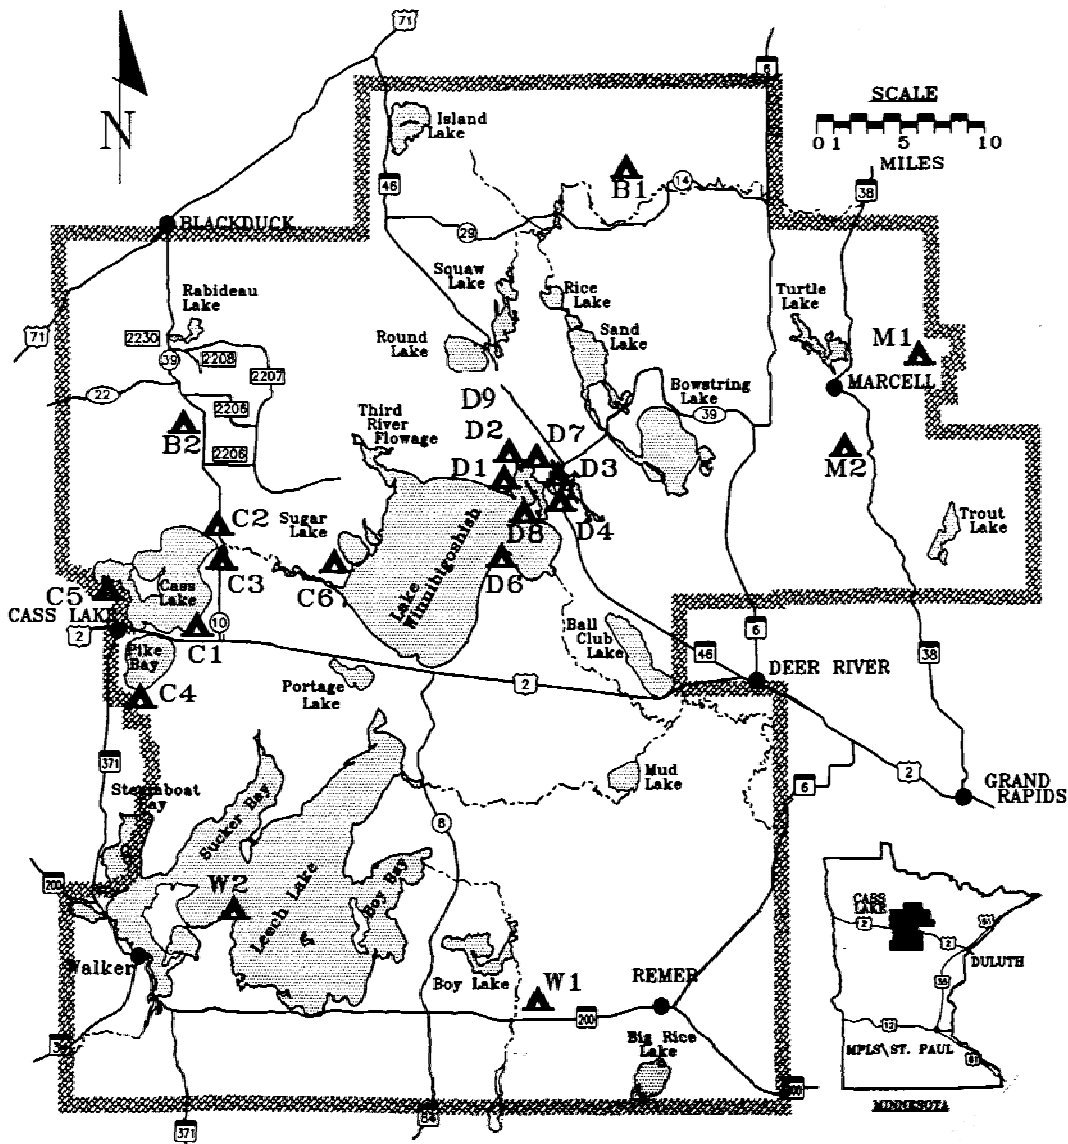 71
6
N
SCALE
0 1 5 10
MILES
Island
Lake
46
B1
14
38
BLACKDUCK
29
Squaw
Lake
Rice
Lake
Turtle
Lake
Rabideau
Lake
71
2230
39
2208
2207
Round
Lake
Sand
Lake
M1
MARCELL
22
2206
D9
Bowstring
Lake
39
Third
River
Flowage
B2
D2
D7
M2
2206
D1
D3
C2
Sugar
Lake
D8
D4
Trout
Lake
Lake
Winnibigoshish
C3
C6
D6
Cass
Lake
C5
CASS LAKE
2
10
C1
Ball
Club
Lake
6
46
38
Pike
Bay
C4
Portage
Lake
2
DEER RIVER
371
Mud
Lake
6
2
GRAND
RAPIDS
Steamboat
Bay
Sucker Bay
8
200
W2
Leech Lake
Boy Bay
CASS
LAKE
2
2
61
DULUTH
Walker
Boy Lake
W1
REMER
35
200
12
MPLS\ST. PAUL
61
Big Rice
Lake
MINNESOTA
371
84
200